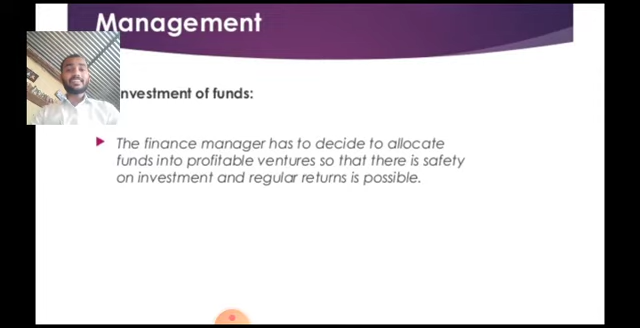 Management
nvestment of funds:
The finance manager has to decide to allocate
funds into profitable ventures so that there is safety
on investment and regular returns is possible.